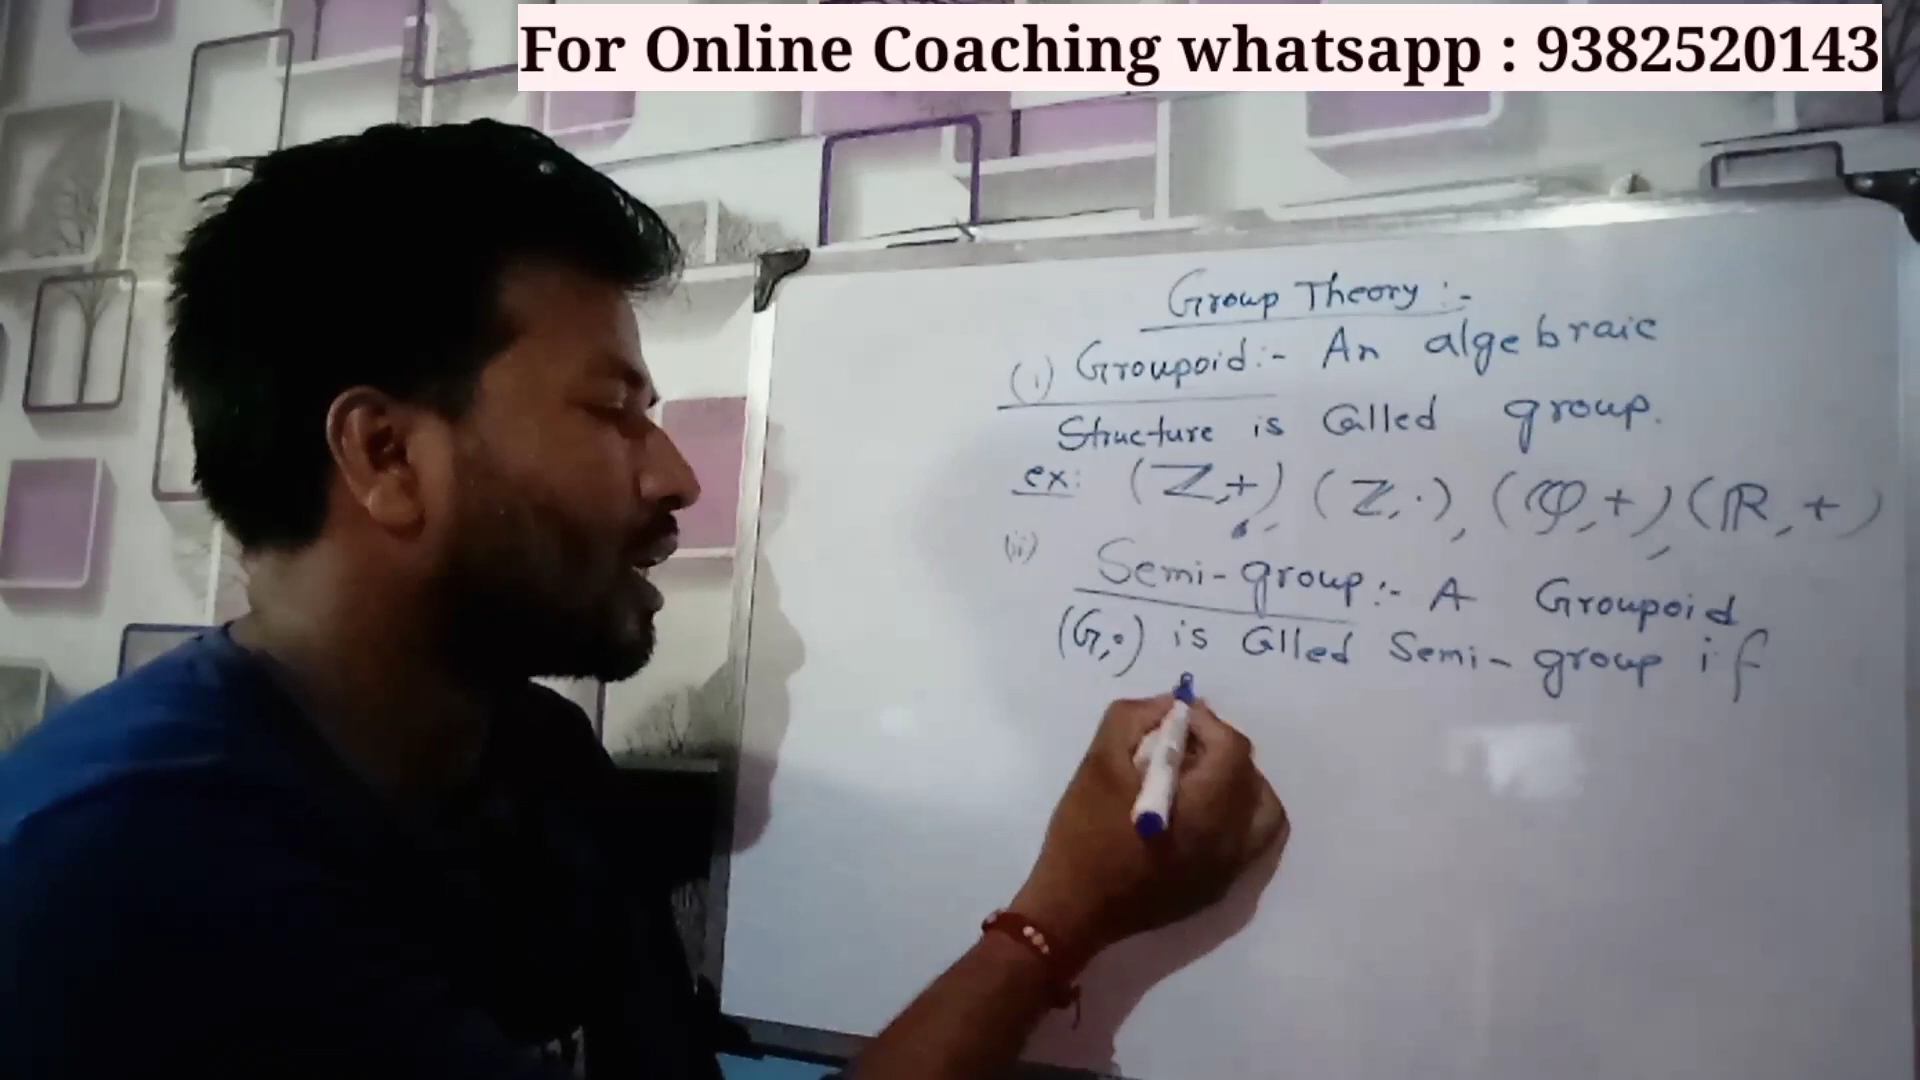 For Online Coaching whatsapp : 9382520143
Group Theory :-
(i) Groupoid :- An algebraic
Structure is Called group.
ex: (Z,+), (Z,·), (Q,+), (R,+)
(ii) Semi-group :- A Groupoid
(G,·) is Called Semi-group if